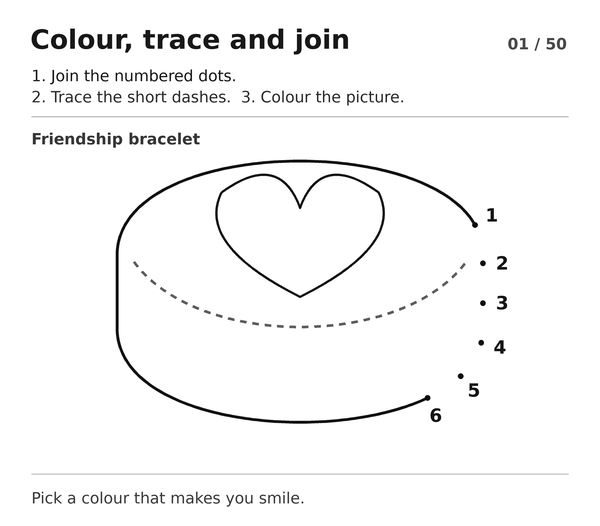 Colour, trace and join
01 / 50
1. Join the numbered dots.
2. Trace the short dashes.  3. Colour the picture.
Friendship bracelet
1
2
3
4
5
6
Pick a colour that makes you smile.